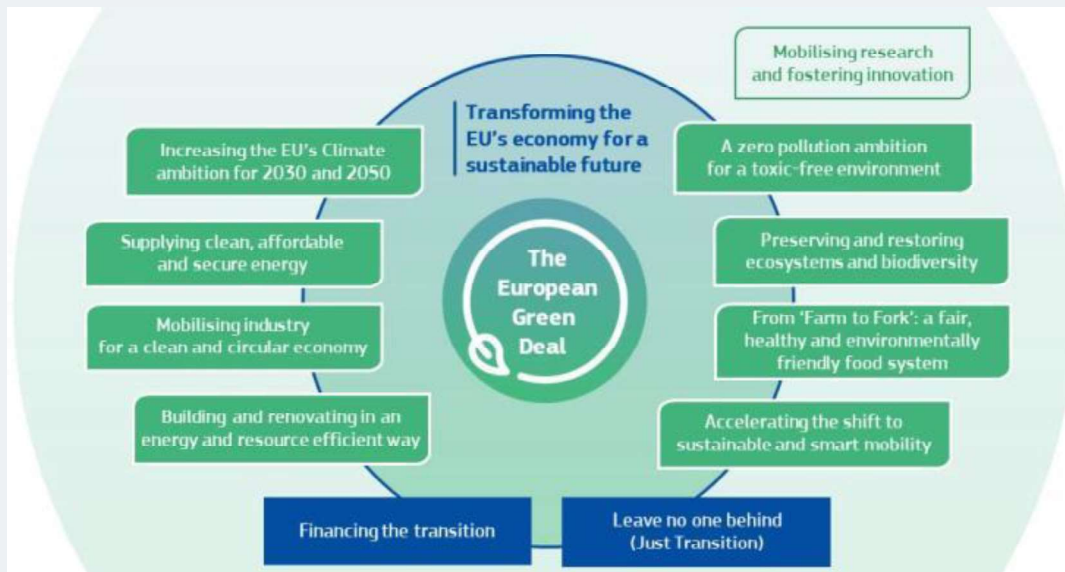 Mobilising research
and fostering innovation
Transforming the
EU's economy for a
sustainable future
Increasing the EU's Climate
ambition for 2030 and 2050
A zero pollution ambition
for a toxic-free environment
Supplying clean, affordable
and secure energy
Preserving and restoring
ecosystems and biodiversity
The
European
Green
Deal
Mobilising industry
for a clean and circular economy
From 'Farm to Fork': a fair,
healthy and environmentally
friendly food system
Building and renovating in an
energy and resource efficient way
Accelerating the shift to
sustainable and smart mobility
Financing the transition
Leave no one behind
(Just Transition)